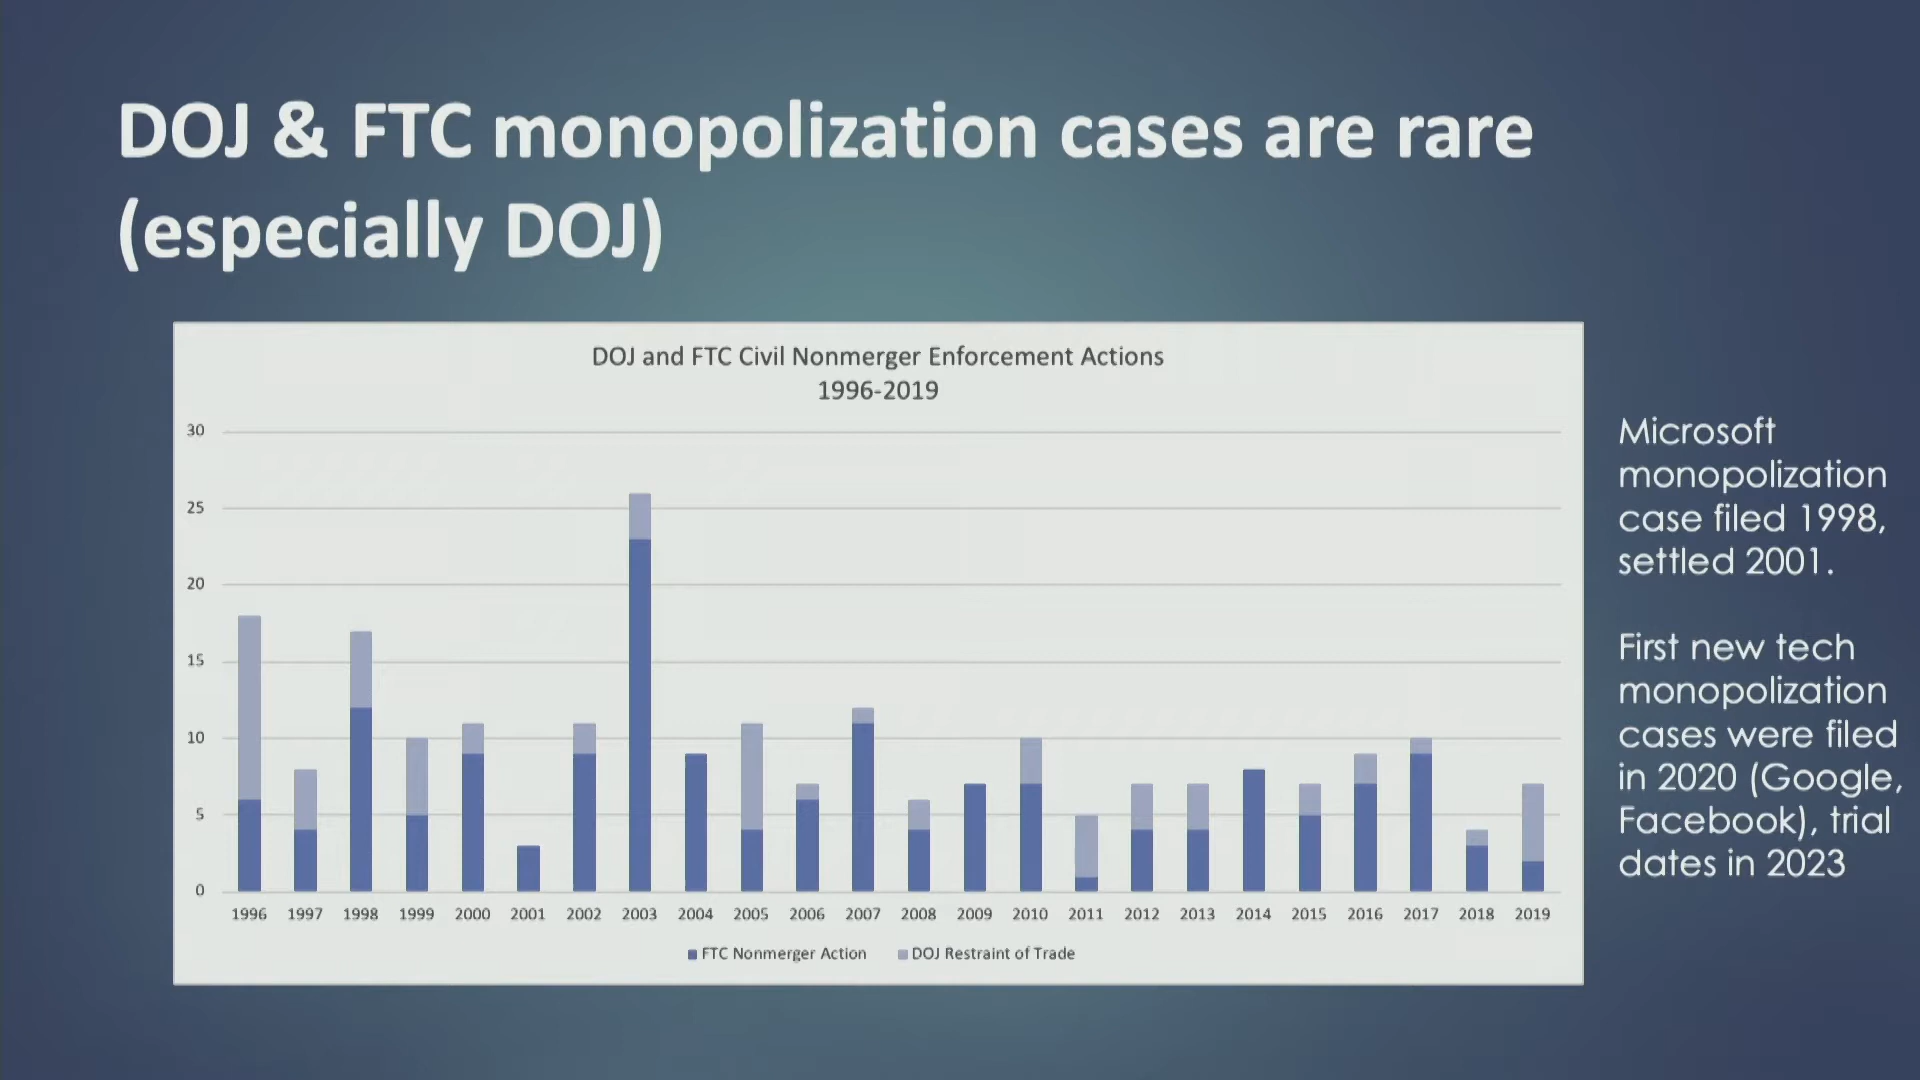 DOJ & FTC monopolization cases are rare
(especially DOJ)
DOJ and FTC Civil Nonmerger Enforcement Actions
1996-2019
30
25
20
15
10
5
0
1996 1997 1998 1999 2000 2001 2002 2003 2004 2005 2006 2007 2008 2009 2010 2011 2012 2013 2014 2015 2016 2017 2018 2019
FTC Nonmerger Action DOJ Restraint of Trade
Microsoft
monopolization
case filed 1998,
settled 2001.
First new tech
monopolization
cases were filed
in 2020 (Google,
Facebook), trial
dates in 2023